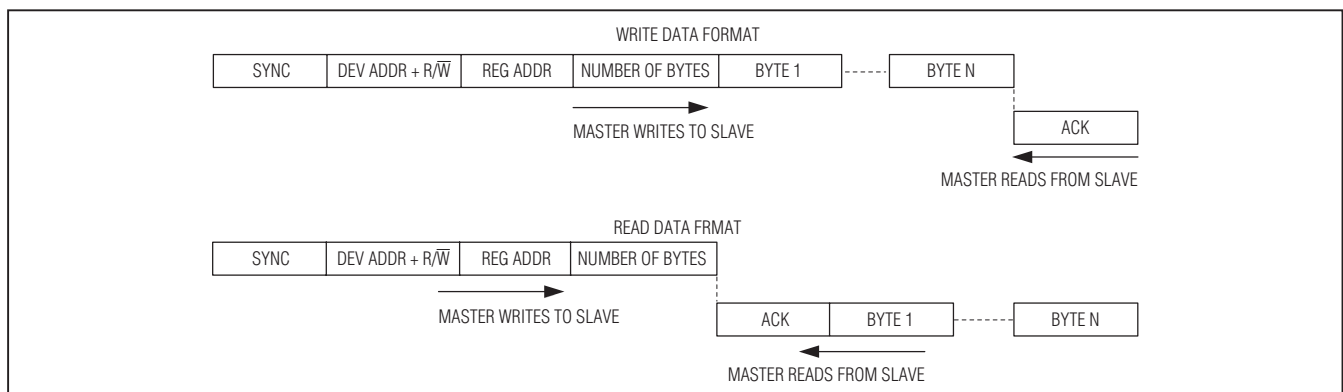 WRITE DATA FORMAT
SYNC DEV ADDR + R/W̅ REG ADDR NUMBER OF BYTES BYTE 1 BYTE N
MASTER WRITES TO SLAVE
ACK
MASTER READS FROM SLAVE
READ DATA FRMAT
SYNC DEV ADDR + R/W̅ REG ADDR NUMBER OF BYTES
MASTER WRITES TO SLAVE
ACK BYTE 1 BYTE N
MASTER READS FROM SLAVE